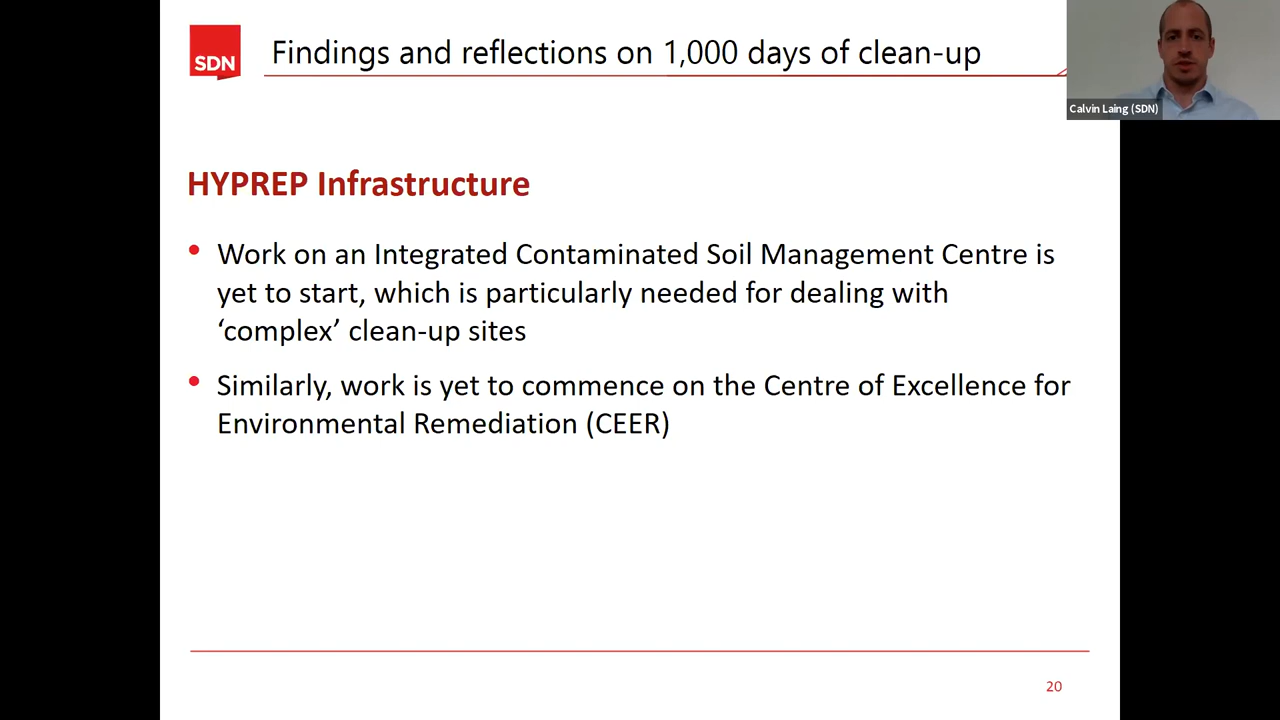 SDN
Findings and reflections on 1,000 days of clean-up
Calvin Laing (SDN)
HYPREP Infrastructure
• Work on an Integrated Contaminated Soil Management Centre is
yet to start, which is particularly needed for dealing with
‘complex’ clean-up sites
• Similarly, work is yet to commence on the Centre of Excellence for
Environmental Remediation (CEER)
20